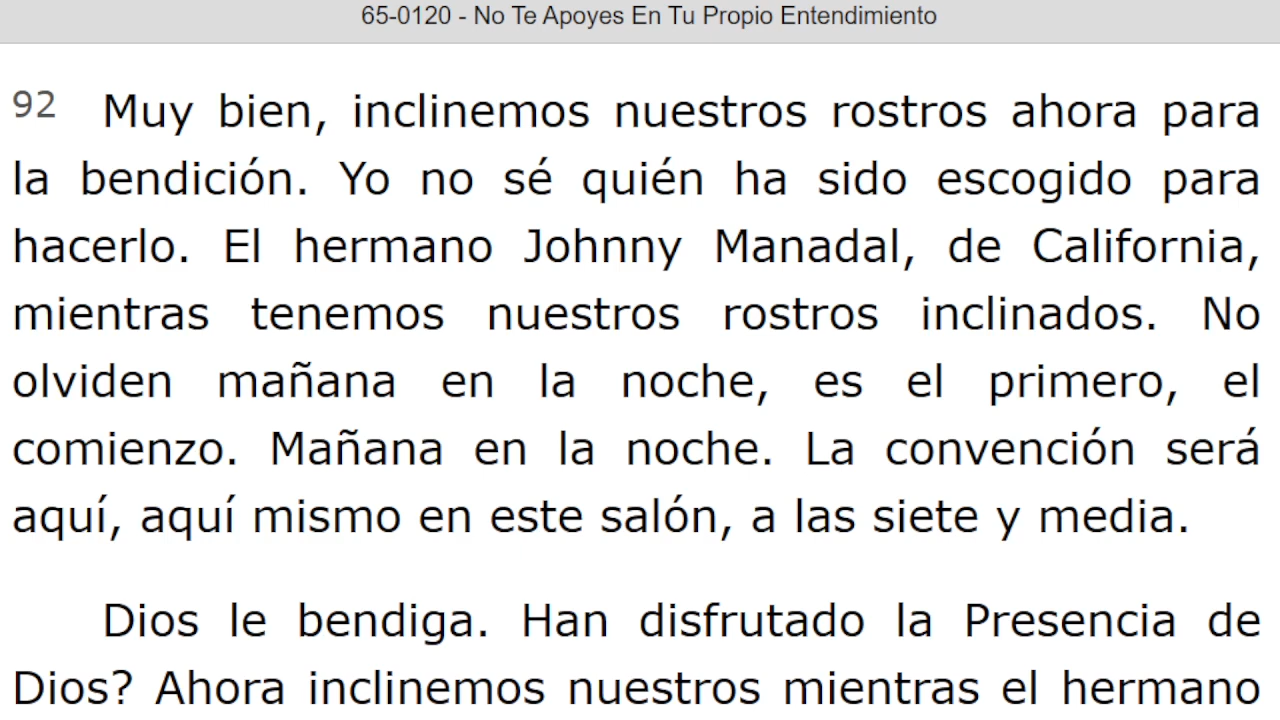 65-0120 - No Te Apoyes En Tu Propio Entendimiento
92 Muy bien, inclinemos nuestros rostros ahora para
la bendición. Yo no sé quién ha sido escogido para
hacerlo. El hermano Johnny Manadal, de California,
mientras tenemos nuestros rostros inclinados. No
olviden mañana en la noche, es el primero, el
comienzo. Mañana en la noche. La convención será
aquí, aquí mismo en este salón, a las siete y media.
Dios le bendiga. Han disfrutado la Presencia de
Dios? Ahora inclinemos nuestros mientras el hermano